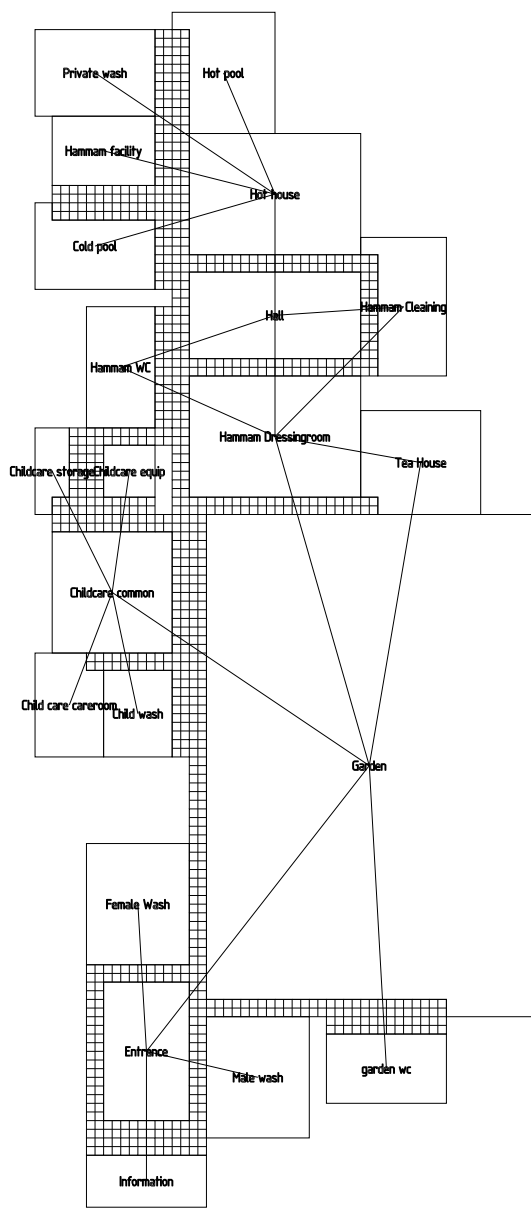 Private wash
Hot pool
Hammam facility
Hot house
Cold pool
Hammam Cleaining
Hall
Hammam WC
Hammam Dressingroom
Tea House
Childcare storage
Childcare equip
Childcare common
Child care careroom
Child wash
Garden
Female Wash
Entrence
Male wash
garden wc
Information